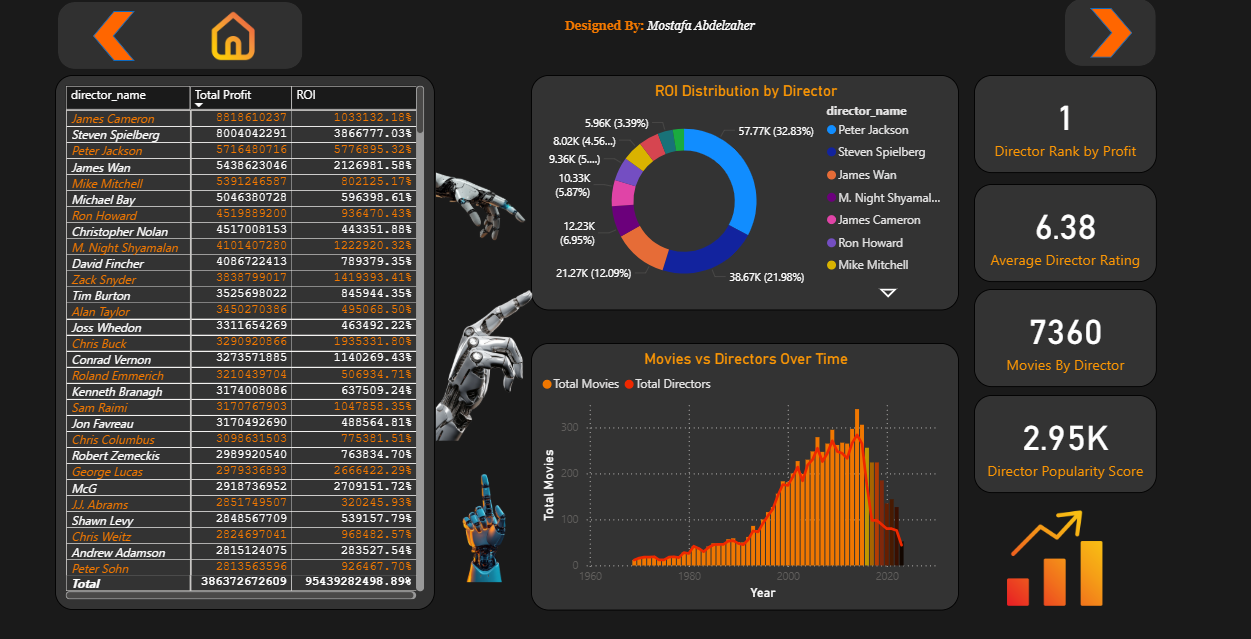 Designed By: Mostafa Abdelzaher
director_name Total Profit ROI
James Cameron 8818610237 1033132.18%
Steven Spielberg 8004042291 3866777.03%
Peter Jackson 5716480716 5776895.32%
James Wan 5438623046 2126981.58%
Mike Mitchell 5391246587 802125.17%
Michael Bay 5046380728 596398.61%
Ron Howard 4519889200 936470.43%
Christopher Nolan 4517008153 443351.88%
M. Night Shyamalan 4101407280 1222920.32%
David Fincher 4086722413 789379.35%
Zack Snyder 3838799017 1419393.41%
Tim Burton 3525698022 845944.35%
Alan Taylor 3450270386 495068.50%
Joss Whedon 3311654269 463492.22%
Chris Buck 3290920866 1935331.80%
Conrad Vernon 3273571885 1140269.43%
Roland Emmerich 3210439704 506934.71%
Kenneth Branagh 3174008086 637509.24%
Sam Raimi 3170767903 1047858.35%
Jon Favreau 3170492690 488564.81%
Chris Columbus 3098631503 775381.51%
Robert Zemeckis 2989920540 763834.70%
George Lucas 2979336893 2666422.29%
McG 2918736952 2709151.72%
J.J. Abrams 2851749507 320245.93%
Shawn Levy 2848567709 539157.79%
Chris Weitz 2824697041 968482.57%
Andrew Adamson 2815124075 283527.54%
Peter Sohn 2813563596 926467.70%
Total 386372672609 95439282498.89%
ROI Distribution by Director
5.96K (3.39%)
8.02K (4.56...)
9.36K (5....)
10.33K
(5.87%)
12.23K
(6.95%)
21.27K (12.09%)
57.77K (32.83%)
38.67K (21.98%)
director_name
Peter Jackson
Steven Spielberg
James Wan
M. Night Shyamal...
James Cameron
Ron Howard
Mike Mitchell
Movies vs Directors Over Time
Total Movies Total Directors
Total Movies
300
200
100
0
1960 1980 2000 2020
Year
1
Director Rank by Profit
6.38
Average Director Rating
7360
Movies By Director
2.95K
Director Popularity Score